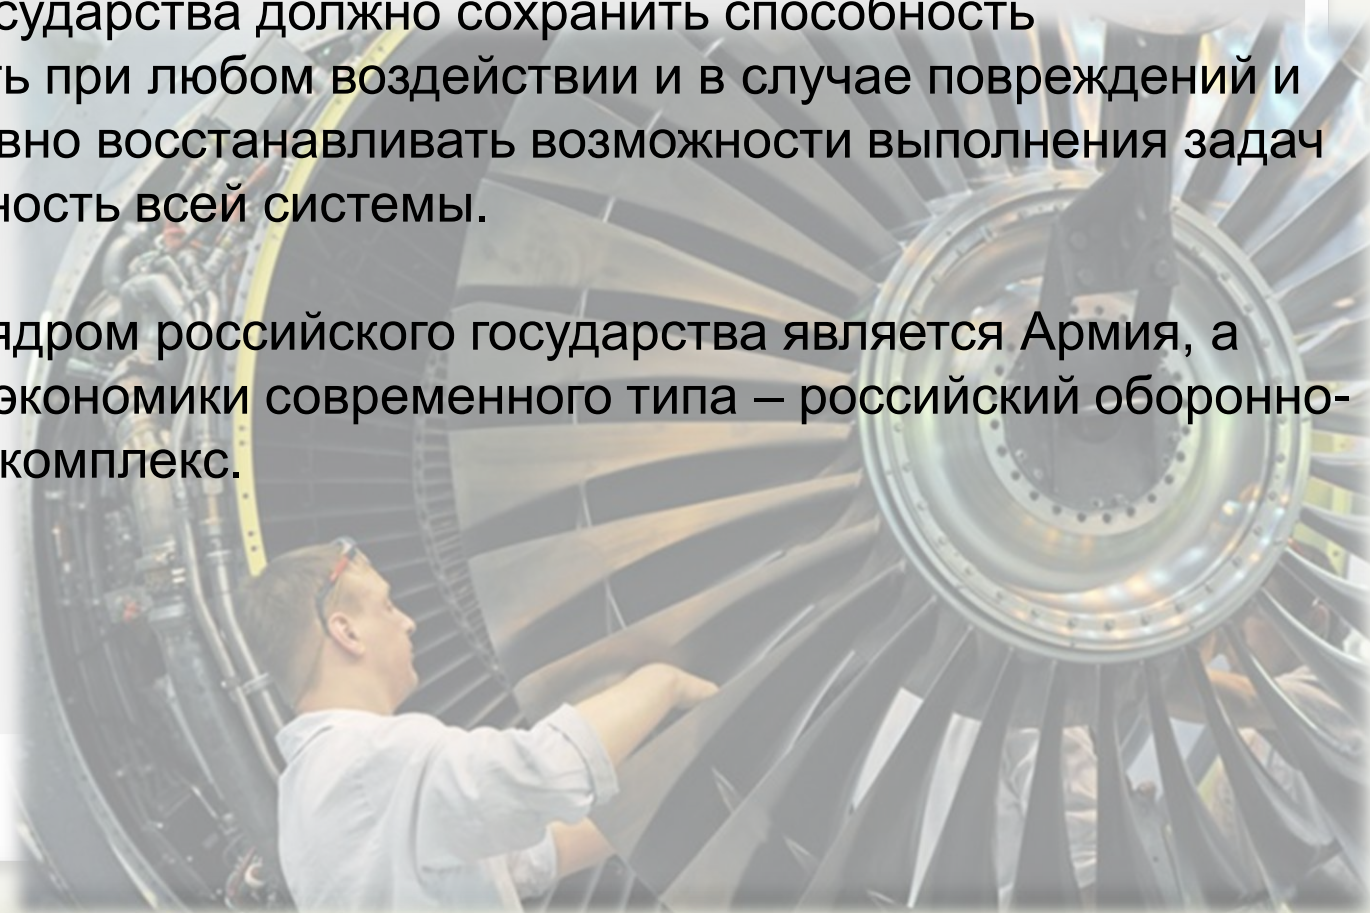 сударства должно сохранить способность
ть при любом воздействии и в случае повреждений и
вно восстанавливать возможности выполнения задач
ность всей системы.
ядром российского государства является Армия, а
экономики современного типа – российский оборонно-
комплекс.